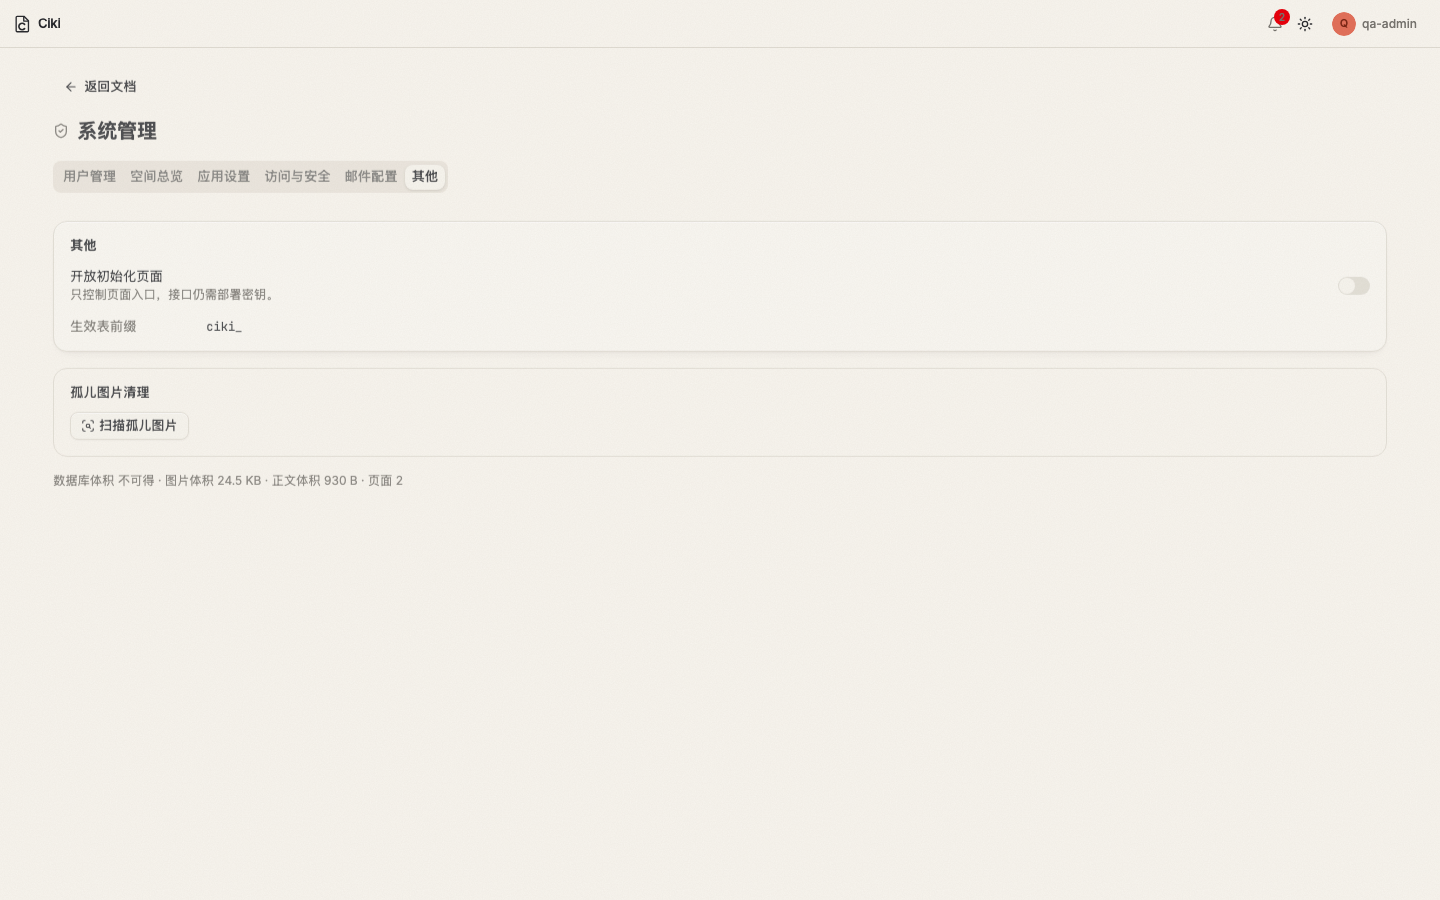 Ciki
2
Q
qa-admin
返回文档
系统管理
用户管理 空间总览 应用设置 访问与安全 邮件配置 其他
其他
开放初始化页面
只控制页面入口，接口仍需部署密钥。
生效表前缀 ciki_
孤儿图片清理
扫描孤儿图片
数据库体积 不可得 · 图片体积 24.5 KB · 正文体积 930 B · 页面 2